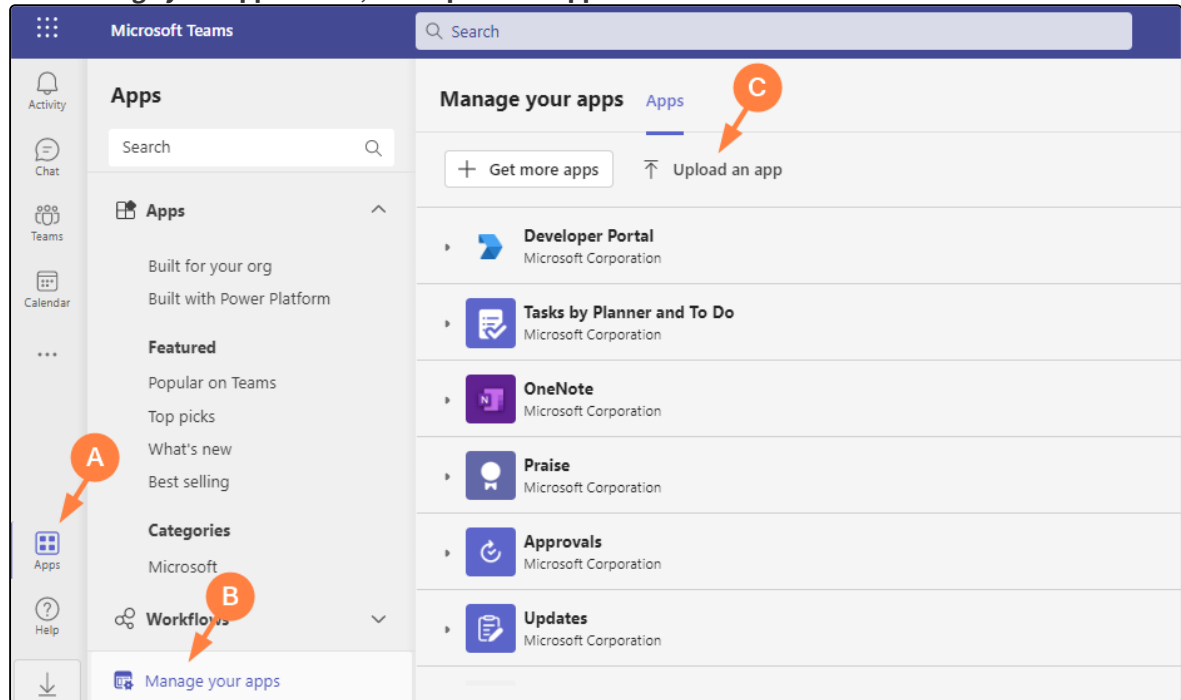 Microsoft Teams
Search
Activity
Chat
Teams
Calendar
Apps
Help
Apps
Search
Apps
Built for your org
Built with Power Platform
Featured
Popular on Teams
Top picks
What's new
Best selling
Categories
Microsoft
Workflows
Manage your apps
A
B
C
Manage your apps Apps
Get more apps Upload an app
Developer Portal
Microsoft Corporation
Tasks by Planner and To Do
Microsoft Corporation
OneNote
Microsoft Corporation
Praise
Microsoft Corporation
Approvals
Microsoft Corporation
Updates
Microsoft Corporation